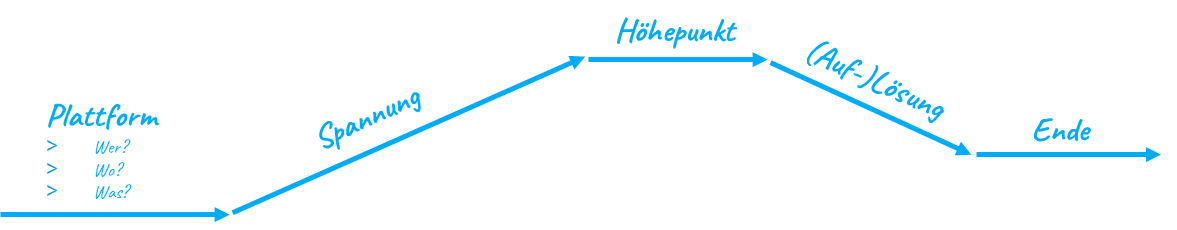 Plattform
> Wer?
> Wo?
> Was?
Spannung
Höhepunkt
(Auf-)Lösung
Ende